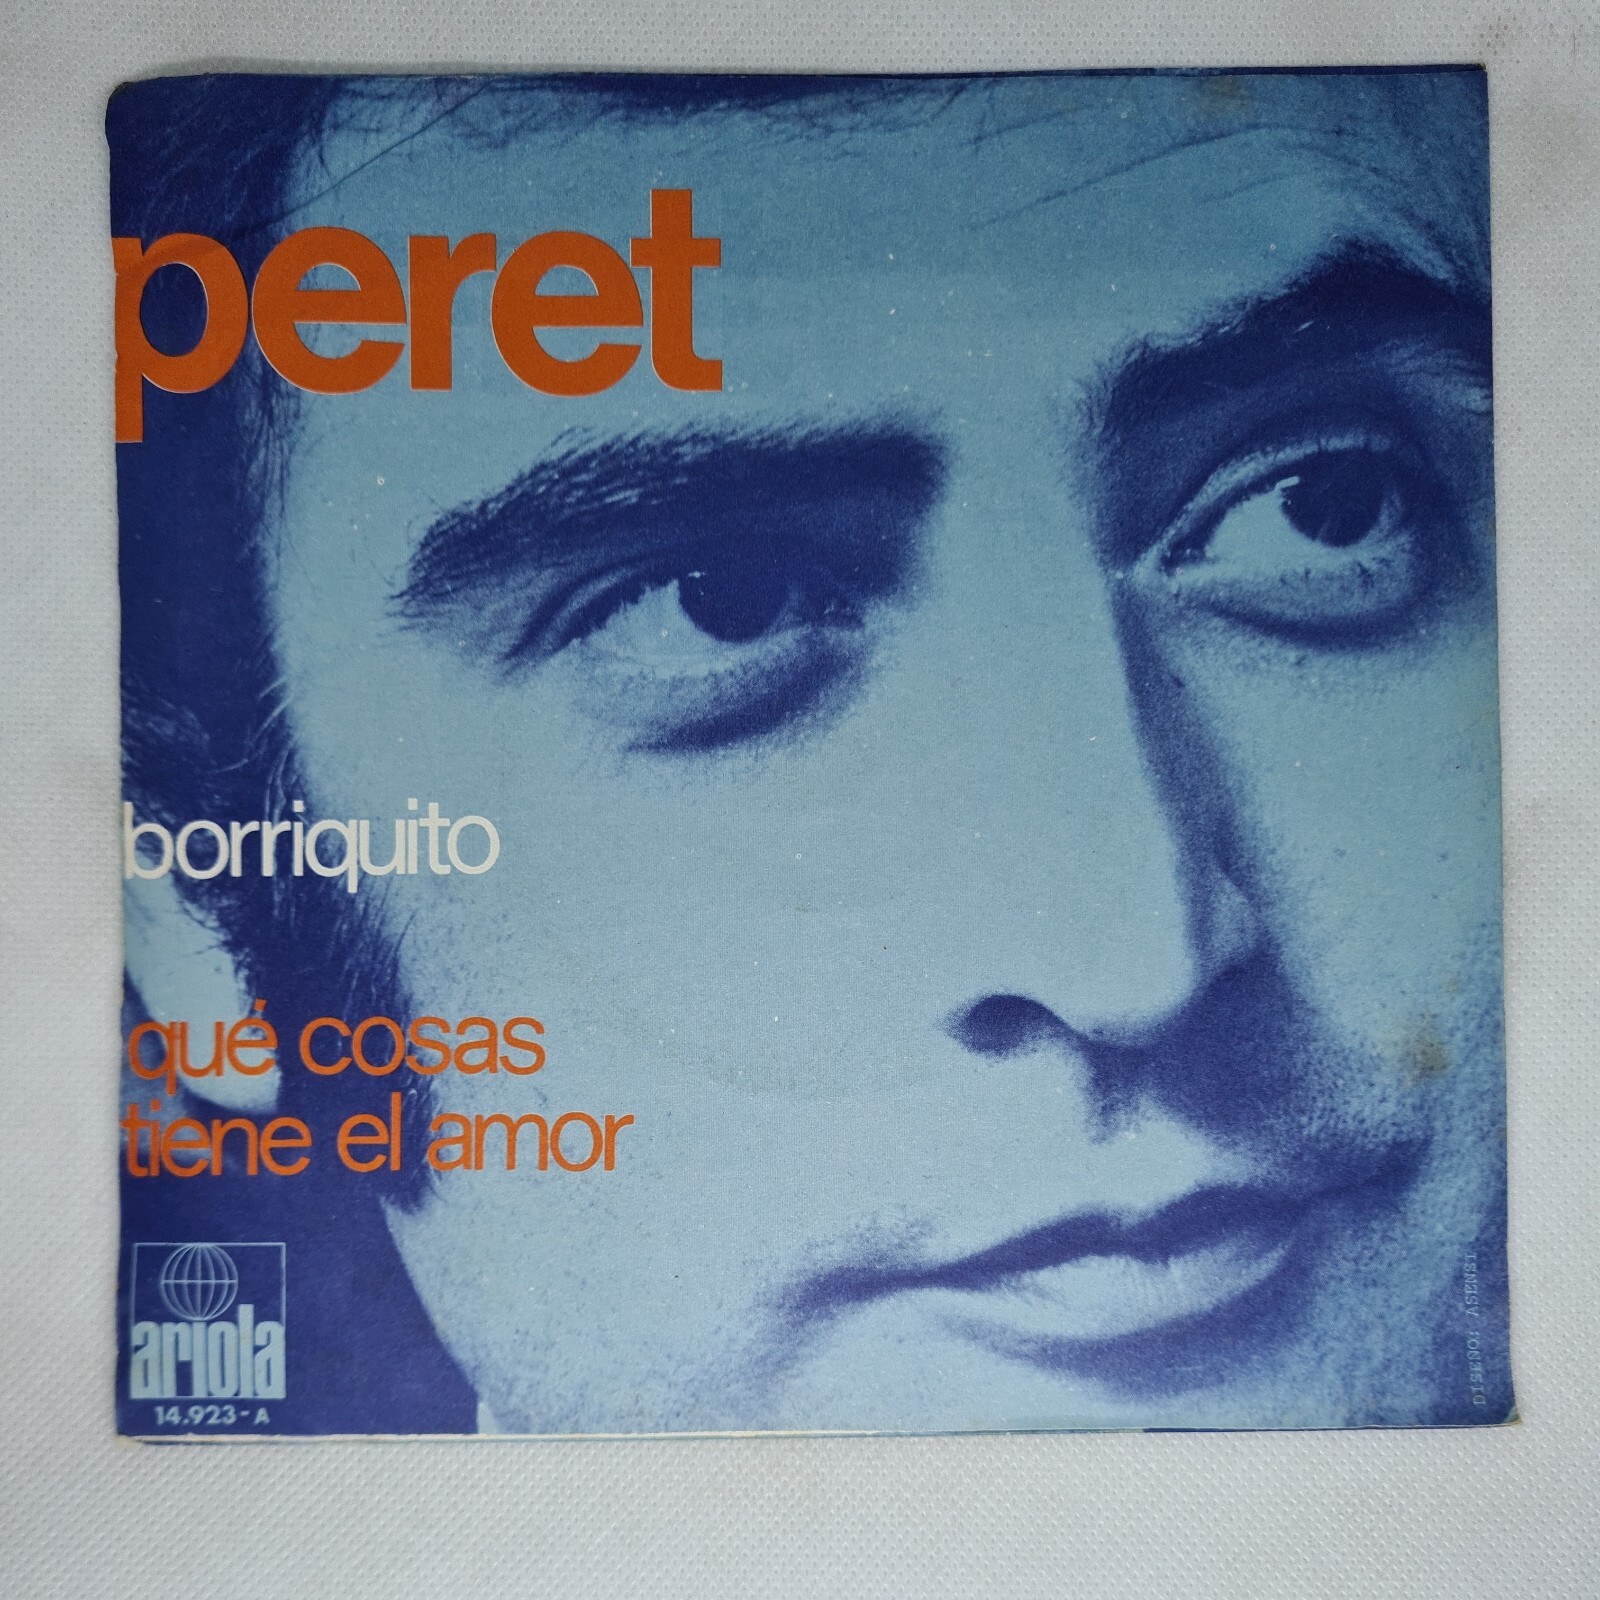 peret
borriquito
qué cosas
tiene el amor
ariola
14.923-A
DISEÑO: ASENSI